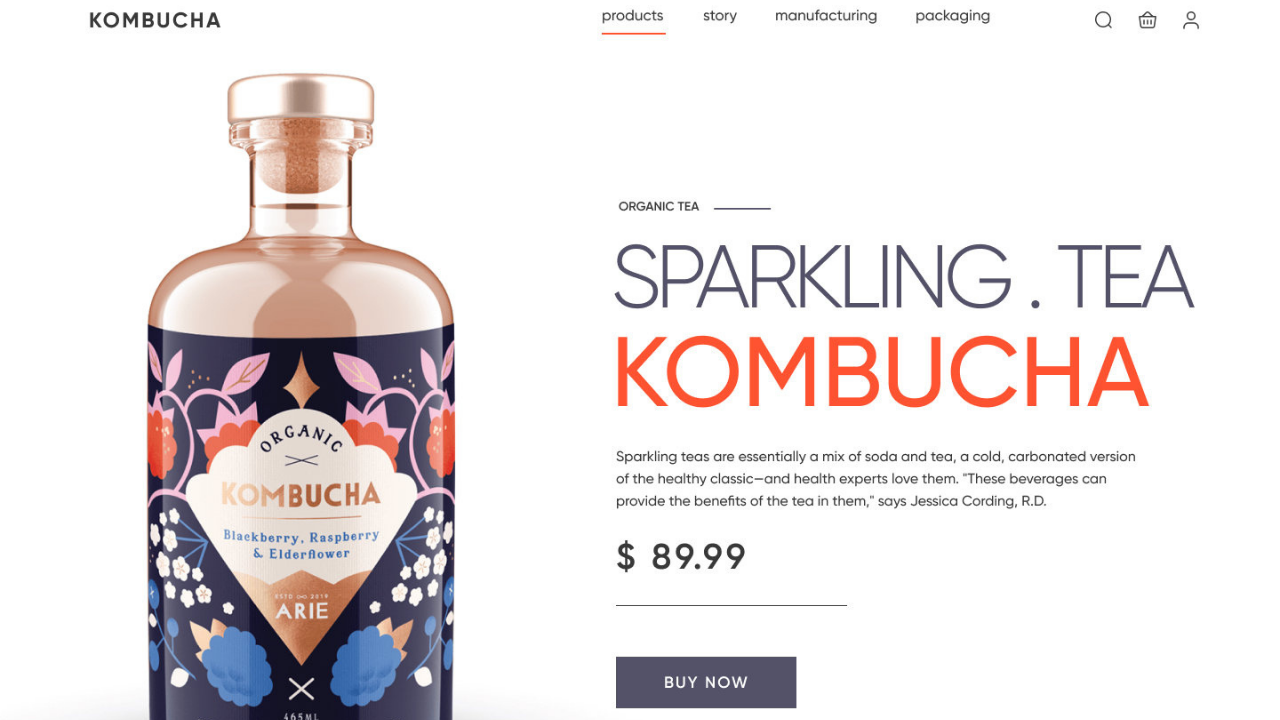 KOMBUCHA
products story manufacturing packaging
ORGANIC TEA
SPARKLING . TEA
KOMBUCHA
Sparkling teas are essentially a mix of soda and tea, a cold, carbonated version
of the healthy classic—and health experts love them. "These beverages can
provide the benefits of the tea in them," says Jessica Cording, R.D.
$ 89.99
BUY NOW
ORGANIC
KOMBUCHA
Blackberry, Raspberry
& Elderflower
ESTD 2019
ARIE
465ML